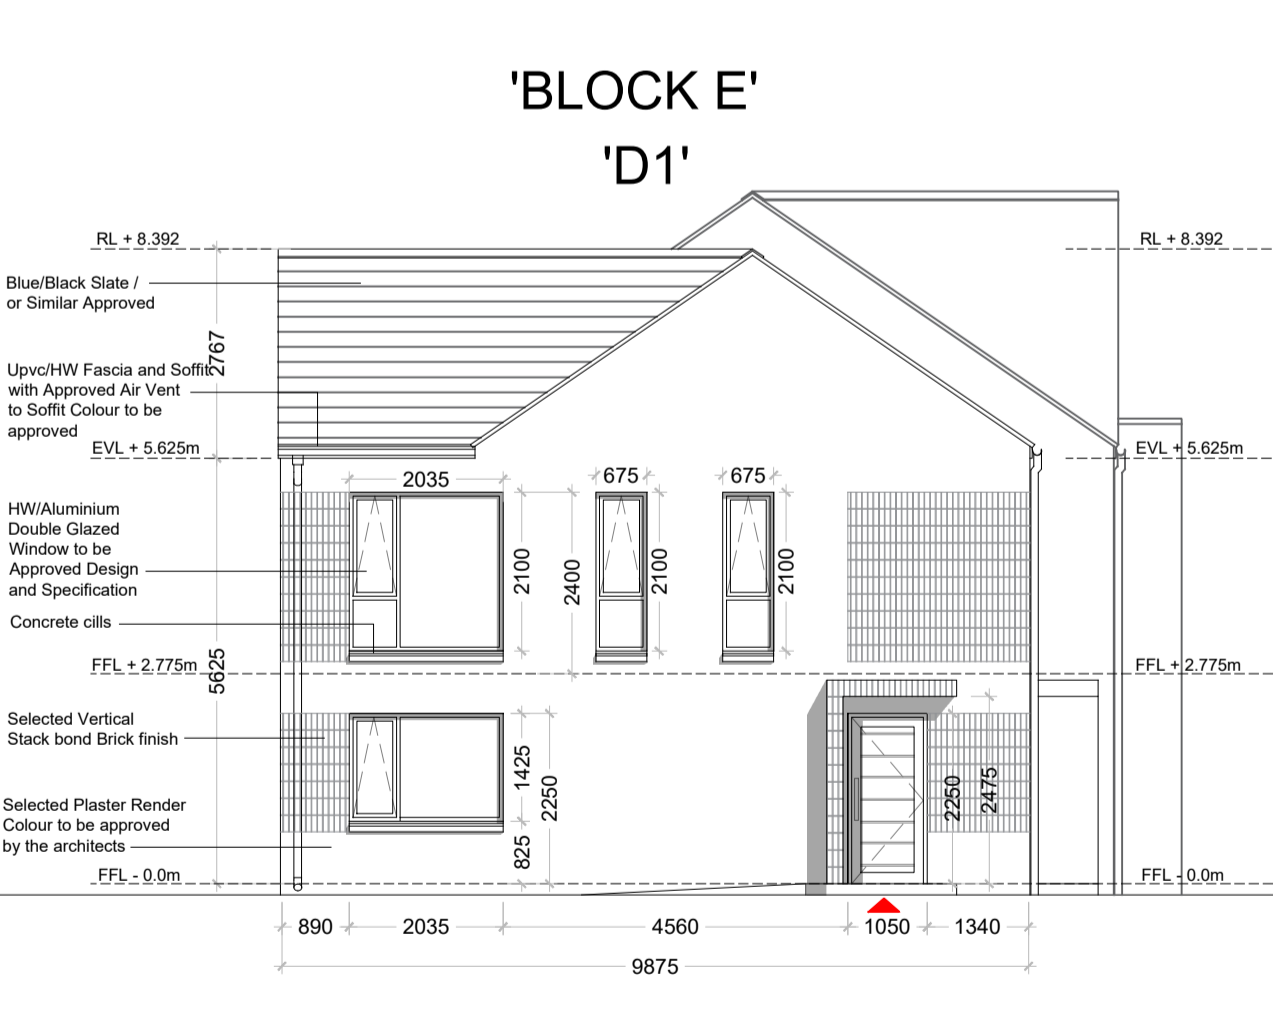 'BLOCK E'
'D1'
RL + 8.392
RL + 8.392
Blue/Black Slate /
or Similar Approved
2767
Upvc/HW Fascia and Soffit
with Approved Air Vent
to Soffit Colour to be
approved
EVL + 5.625m
EVL + 5.625m
2035
675
675
HW/Aluminium
Double Glazed
Window to be
Approved Design
and Specification
2100
2400
2100
2100
Concrete cills
FFL + 2.775m
FFL + 2.775m
5625
Selected Vertical
Stack bond Brick finish
1425
2250
825
2250
2475
Selected Plaster Render
Colour to be approved
by the architects
FFL - 0.0m
FFL - 0.0m
890
2035
4560
1050
1340
9875